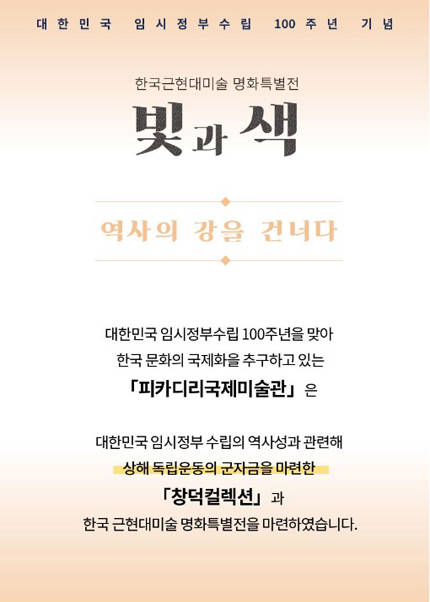 대한민국 임시정부수립 100주년 기념
한국근현대미술 명화특별전
빛과 색
역사의 강을 건너다
대한민국 임시정부수립 100주년을 맞아
한국 문화의 국제화을 추구하고 있는
「피카디리국제미술관」은
대한민국 임시정부 수립의 역사성과 관련해
상해 독립운동의 군자금을 마련한
「창덕컬렉션」과
한국 근현대미술 명화특별전을 마련하였습니다.